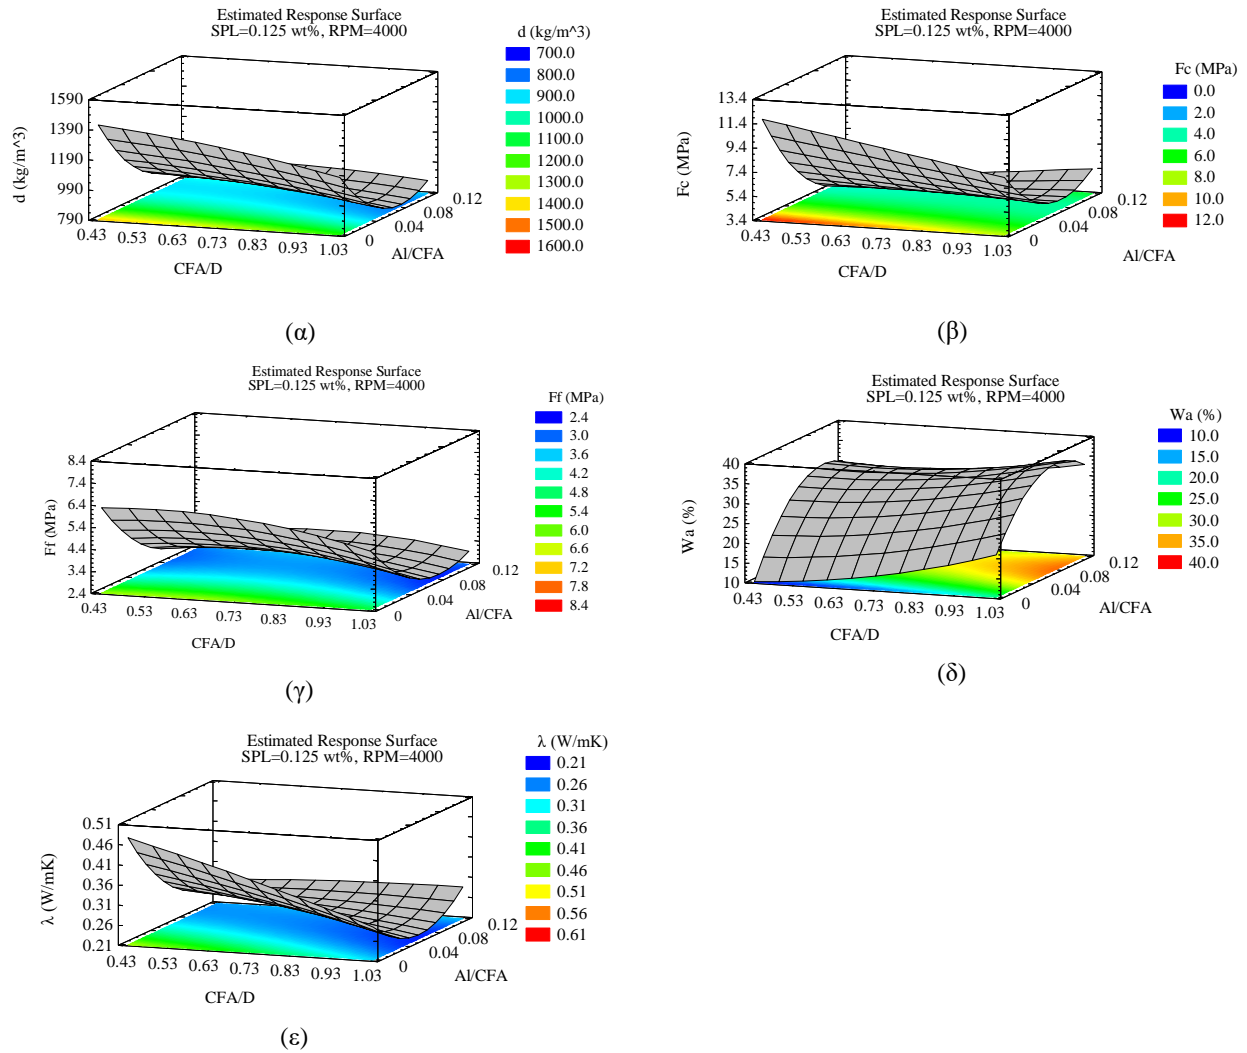 Estimated Response Surface
SPL=0.125 wt%, RPM=4000
d (kg/m^3)
700.0
800.0
900.0
1000.0
1100.0
1200.0
1300.0
1400.0
1500.0
1600.0
1590
1390
1190
990
790
d (kg/m^3)
0.43 0.53 0.63 0.73 0.83 0.93 1.03
CFA/D
0 0.04 0.08 0.12
Al/CFA
(α)
Estimated Response Surface
SPL=0.125 wt%, RPM=4000
Fc (MPa)
0.0
2.0
4.0
6.0
8.0
10.0
12.0
13.4
11.4
9.4
7.4
5.4
3.4
Fc (MPa)
0.43 0.53 0.63 0.73 0.83 0.93 1.03
CFA/D
0 0.04 0.08 0.12
Al/CFA
(β)
Estimated Response Surface
SPL=0.125 wt%, RPM=4000
Ff (MPa)
2.4
3.0
3.6
4.2
4.8
5.4
6.0
6.6
7.2
7.8
8.4
8.4
7.4
6.4
5.4
4.4
3.4
2.4
Ff (MPa)
0.43 0.53 0.63 0.73 0.83 0.93 1.03
CFA/D
0 0.04 0.08 0.12
Al/CFA
(γ)
Estimated Response Surface
SPL=0.125 wt%, RPM=4000
Wa (%)
10.0
15.0
20.0
25.0
30.0
35.0
40.0
40
35
30
25
20
15
10
Wa (%)
0.43 0.53 0.63 0.73 0.83 0.93 1.03
CFA/D
0 0.04 0.08 0.12
Al/CFA
(δ)
Estimated Response Surface
SPL=0.125 wt%, RPM=4000
λ (W/mK)
0.21
0.26
0.31
0.36
0.41
0.46
0.51
0.56
0.61
0.51
0.46
0.41
0.36
0.31
0.26
0.21
λ (W/mK)
0.43 0.53 0.63 0.73 0.83 0.93 1.03
CFA/D
0 0.04 0.08 0.12
Al/CFA
(ε)